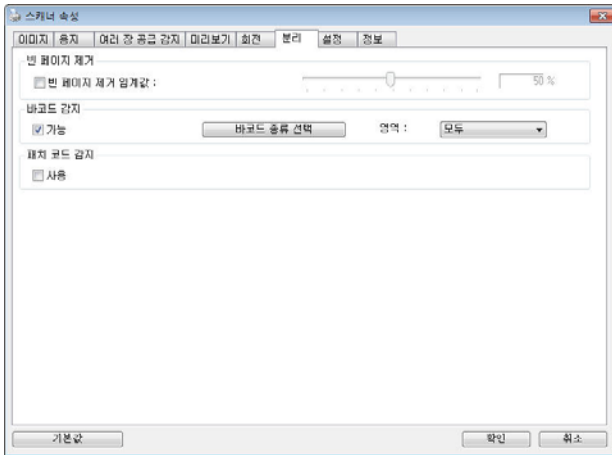 스캐너 속성
이미지 용지 여러 장 공급 감지 미리보기 회전 분리 설정 정보
빈 페이지 제거
빈 페이지 제거 임계값 : 50 %
바코드 감지
가능 바코드 종류 선택 영역 : 모두
패치 코드 감지
사용
기본값 확인 취소